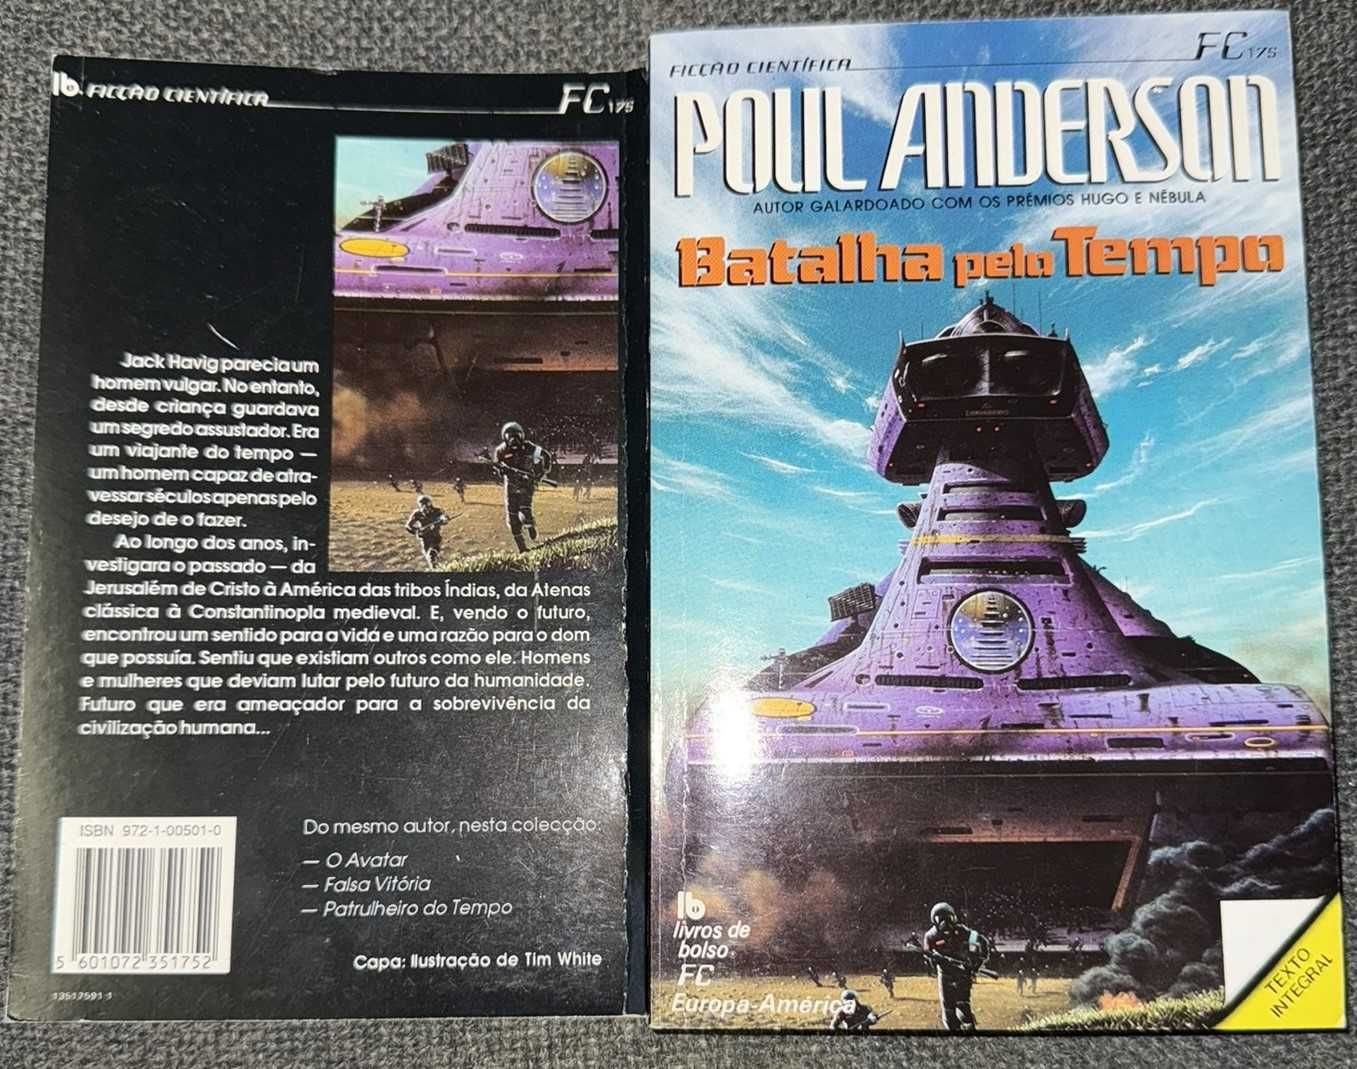 lb FICÇÃO CIENTÍFICA FC 175
Jack Havig parecia um
homem vulgar. No entanto,
desde criança guardava
um segredo assustador. Era
um viajante do tempo —
um homem capaz de atra-
vessar séculos apenas pelo
desejo de o fazer.
Ao longo dos anos, in-
vestigara o passado — da
Jerusalém de Cristo à América das tribos Índias, da Atenas
clássica à Constantinopla medieval. E, vendo o futuro,
encontrou um sentido para a vida e uma razão para o dom
que possuía. Sentiu que existiam outros como ele. Homens
e mulheres que deviam lutar pelo futuro da humanidade.
Futuro que era ameaçador para a sobrevivência da
civilização humana...
ISBN 972-1-00501-0
5 601072 351752
Do mesmo autor, nesta colecção:
— O Avatar
— Falsa Vitória
— Patrulheiro do Tempo
Capa: Ilustração de Tim White
FICÇÃO CIENTÍFICA FC 175
POUL ANDERSON
AUTOR GALARDOADO COM OS PRÉMIOS HUGO E NÉBULA
Batalha pelo Tempo
lb
livros de
bolso
FC
Europa-América
TEXTO
INTEGRAL